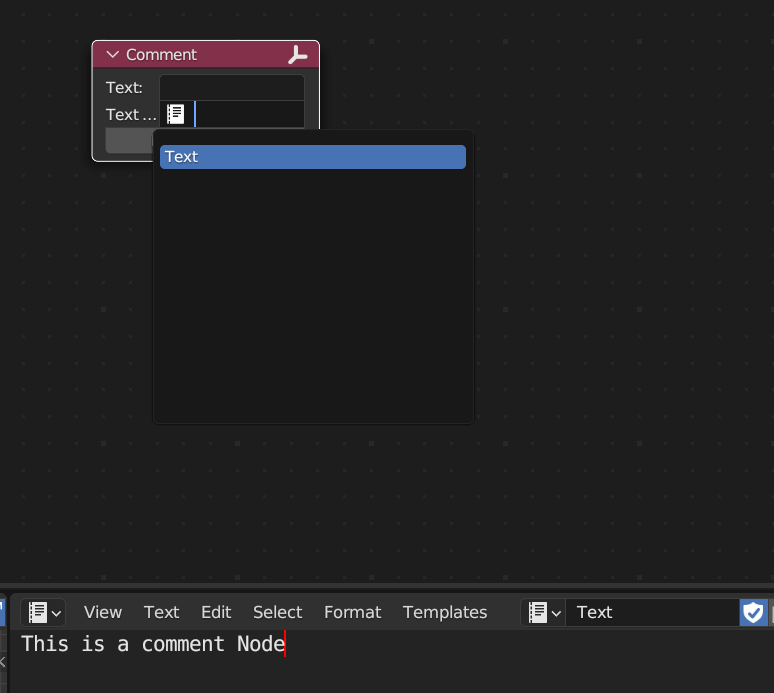 Comment
Text:
Text ...
Text
View Text Edit Select Format Templates Text
This is a comment Node